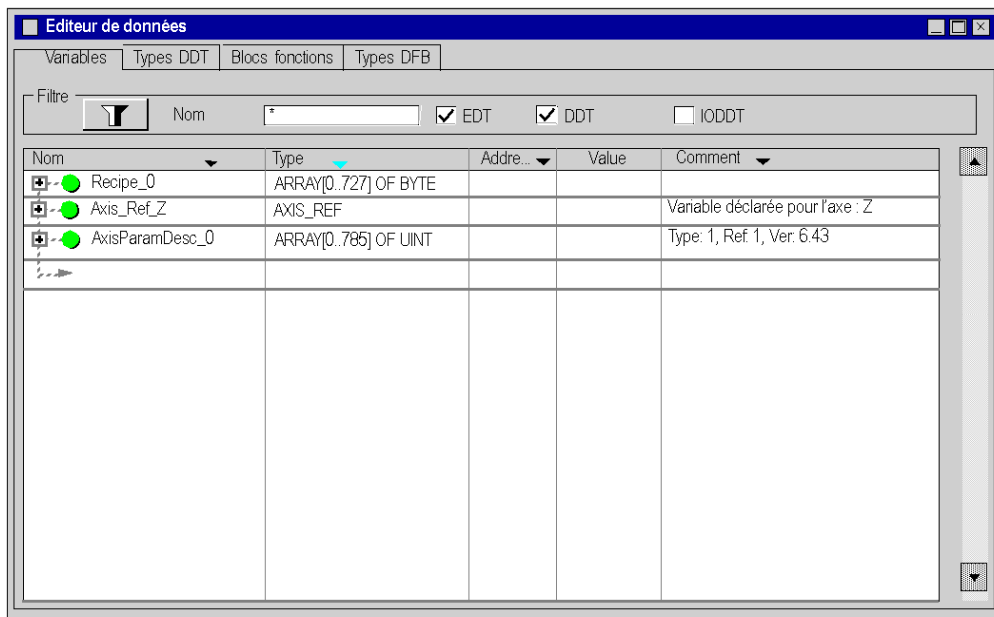 Editeur de données
Variables Types DDT Blocs fonctions Types DFB
Filtre
Nom * EDT DDT IODDT
Nom Type Addre... Value Comment
Recipe_0 ARRAY[0..727] OF BYTE
Axis_Ref_Z AXIS_REF Variable déclarée pour l'axe : Z
AxisParamDesc_0 ARRAY[0..785] OF UINT Type: 1, Ref: 1, Ver: 6.43